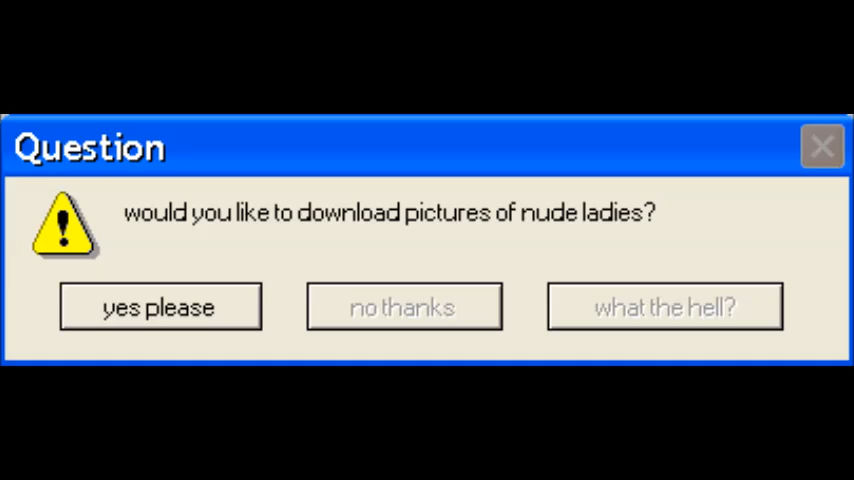 Question
would you like to download pictures of nude ladies?
yes please
no thanks
what the hell?